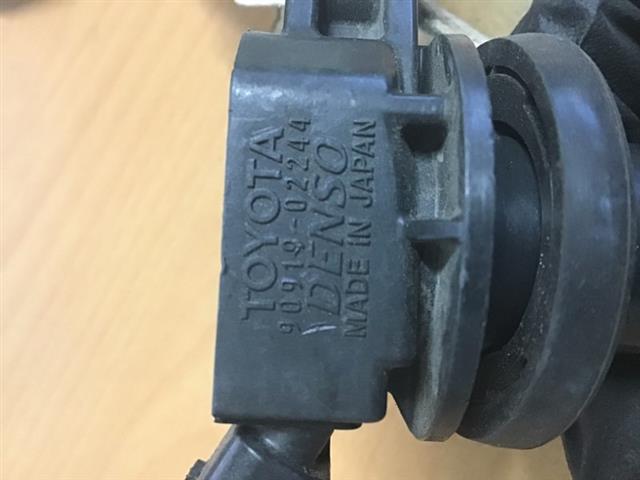 TOYOTA
90919-02244
DENSO
MADE IN JAPAN